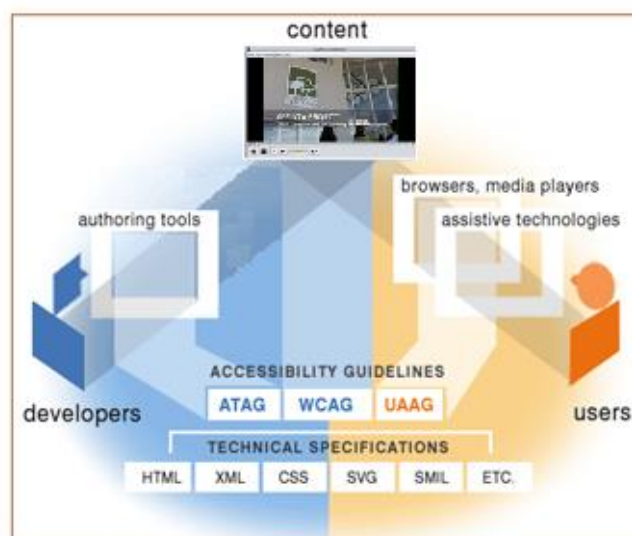 content
browsers, media players
authoring tools
assistive technologies
ACCESSIBILITY GUIDELINES
developers
ATAG WCAG UAAG
users
TECHNICAL SPECIFICATIONS
HTML XML CSS SVG SMIL ETC.